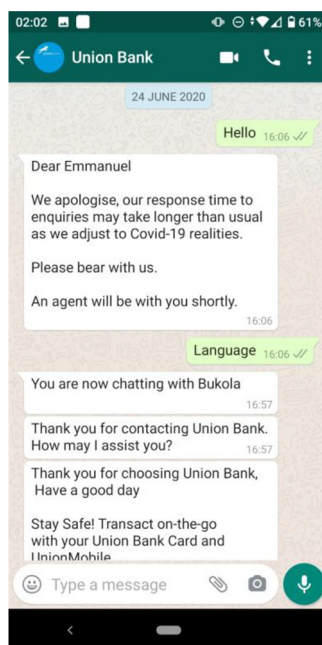 02:02
61%
Union Bank
24 JUNE 2020
Hello 16:06
Dear Emmanuel
We apologise, our response time to
enquiries may take longer than usual
as we adjust to Covid-19 realities.
Please bear with us.
An agent will be with you shortly.
16:06
Language 16:06
You are now chatting with Bukola
16:57
Thank you for contacting Union Bank.
How may I assist you? 16:57
Thank you for choosing Union Bank,
Have a good day
Stay Safe! Transact on-the-go
with your Union Bank Card and
UnionMobile
Type a message